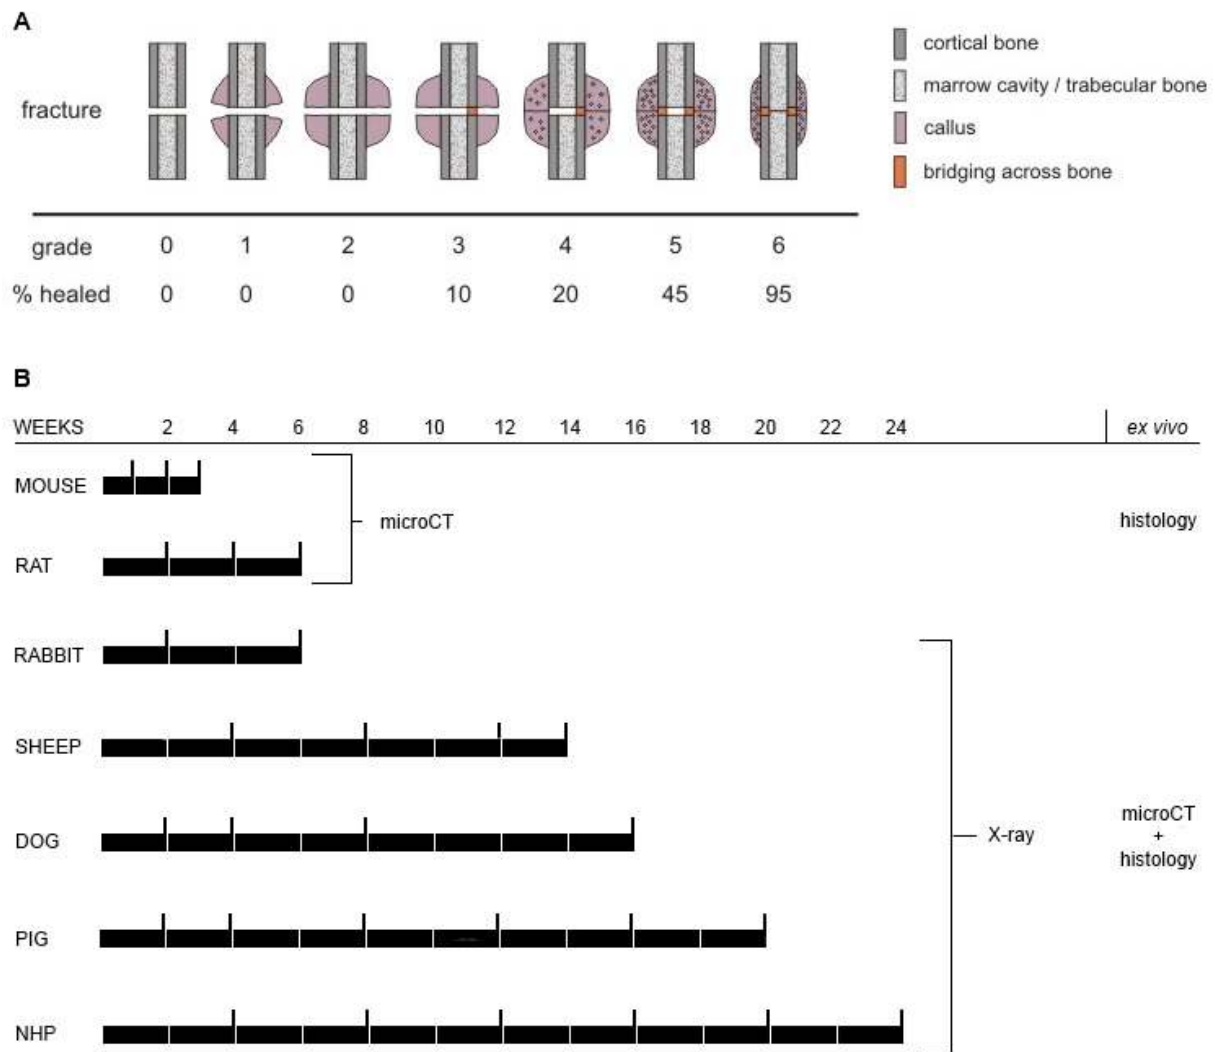 A
fracture
cortical bone
marrow cavity / trabecular bone
callus
bridging across bone
grade 0 1 2 3 4 5 6
% healed 0 0 0 10 20 45 95
B
WEEKS 2 4 6 8 10 12 14 16 18 20 22 24 ex vivo
MOUSE
microCT
histology
RAT
RABBIT
SHEEP
DOG
X-ray
microCT
+
histology
PIG
NHP